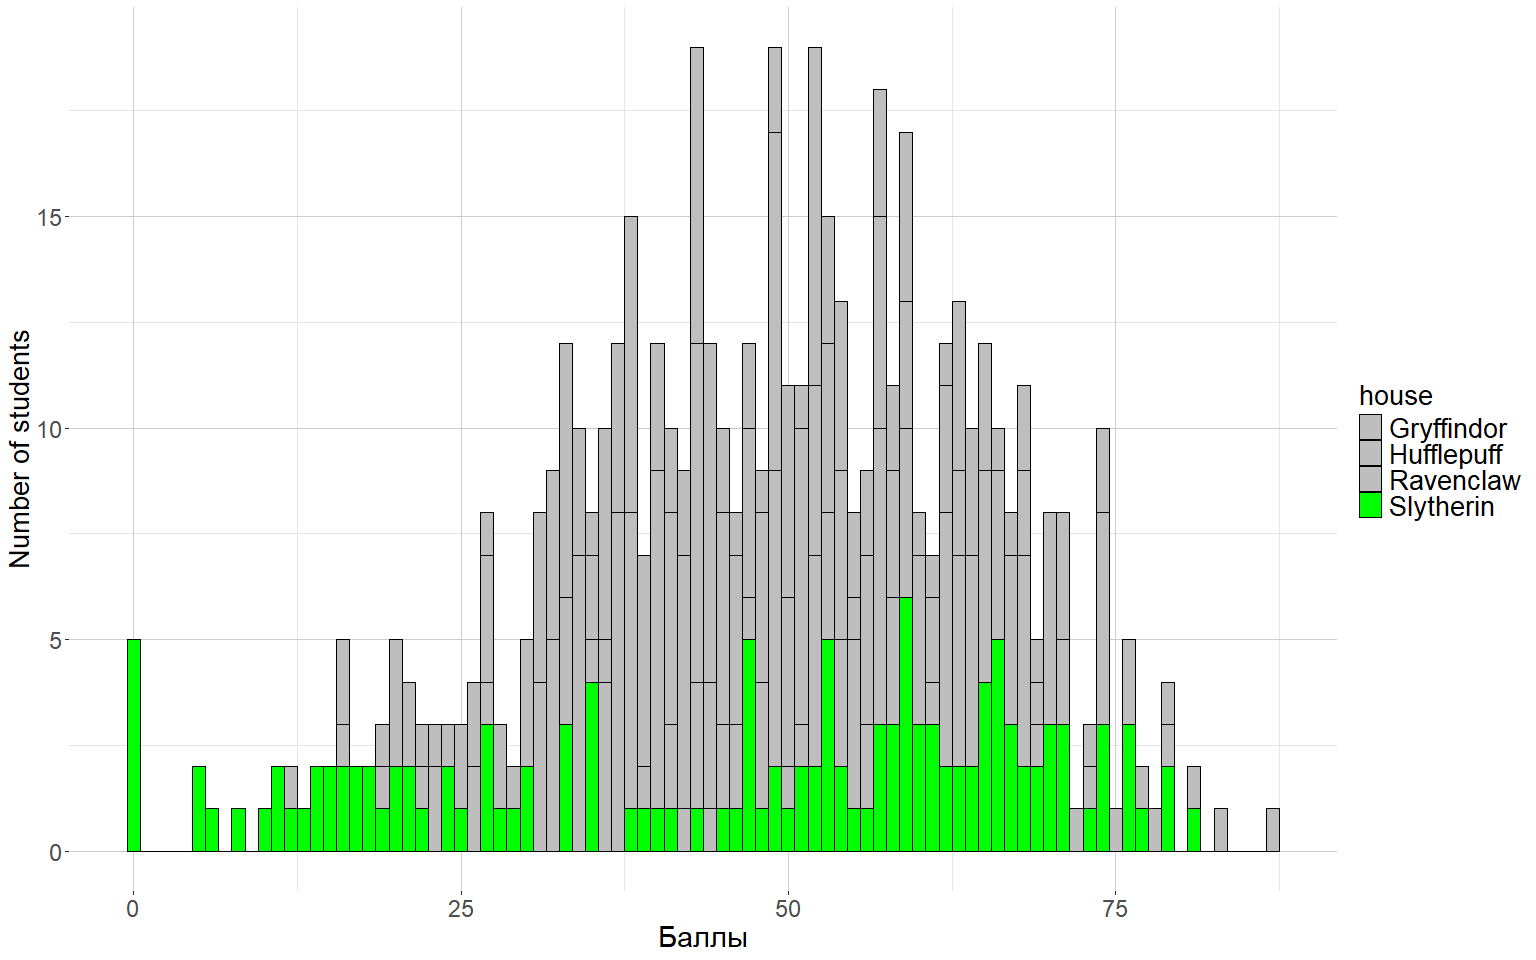 Number of students
15
10
5
0
0
25
50
75
Баллы
house
Gryffindor
Hufflepuff
Ravenclaw
Slytherin